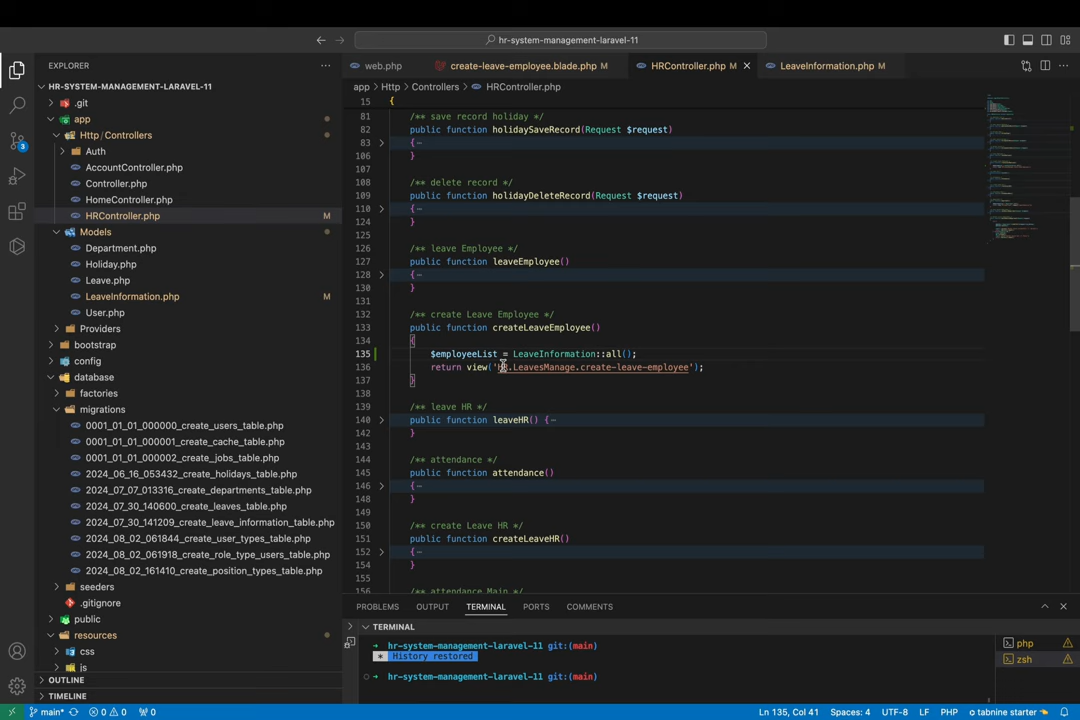 hr-system-management-laravel-11
EXPLORER
web.php
create-leave-employee.blade.php M
HRController.php M
LeaveInformation.php M
HR-SYSTEM-MANAGEMENT-LARAVEL-11
app > Http > Controllers > HRController.php
.git
app
Http / Controllers
Auth
AccountController.php
Controller.php
HomeController.php
HRController.php M
Models
Department.php
Holiday.php
Leave.php
LeaveInformation.php M
User.php
Providers
bootstrap
config
database
factories
migrations
0001_01_01_000000_create_users_table.php
0001_01_01_000001_create_cache_table.php
0001_01_01_000002_create_jobs_table.php
2024_06_16_053432_create_holidays_table.php
2024_07_07_013316_create_departments_table.php
2024_07_30_140600_create_leaves_table.php
2024_07_30_141209_create_leave_information_table.php
2024_08_02_061844_create_user_types_table.php
2024_08_02_061918_create_role_type_users_table.php
2024_08_02_161410_create_position_types_table.php
seeders
.gitignore
public
resources
css
js
OUTLINE
TIMELINE
3
15 {
81 /** save record holiday */
82 public function holidaySaveRecord(Request $request)
83 {
106 }
107
108 /** delete record */
109 public function holidayDeleteRecord(Request $request)
110 {
124 }
125
126 /** leave Employee */
127 public function leaveEmployee()
128 {
130 }
131
132 /** create Leave Employee */
133 public function createLeaveEmployee()
134 {
135 $employeeList = LeaveInformation::all();
136 return view('HR.LeavesManage.create-leave-employee');
137 }
138
139 /** leave HR */
140 public function leaveHR() {
142 }
143
144 /** attendance */
145 public function attendance()
146 {
148 }
149
150 /** create Leave HR */
151 public function createLeaveHR()
152 {
154 }
155
156 /** attendance Main */
PROBLEMS OUTPUT TERMINAL PORTS COMMENTS
TERMINAL
➜ hr-system-management-laravel-11 git:(main)
* History restored
➜ hr-system-management-laravel-11 git:(main)
php
zsh
main* 0 0 0 Ln 135, Col 41 Spaces: 4 UTF-8 LF PHP tabnine starter